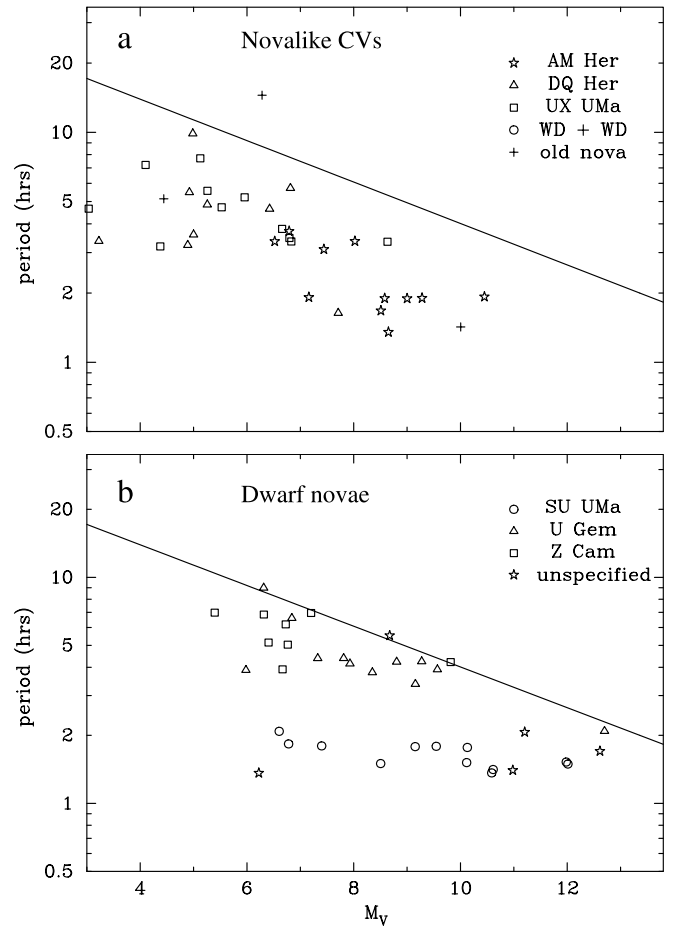 a
Novalike CVs
AM Her
DQ Her
UX UMa
WD + WD
old nova
20
10
5
2
1
0.5
period (hrs)
b
Dwarf novae
SU UMa
U Gem
Z Cam
unspecified
20
10
5
2
1
0.5
period (hrs)
4 6 8 10 12
M_V